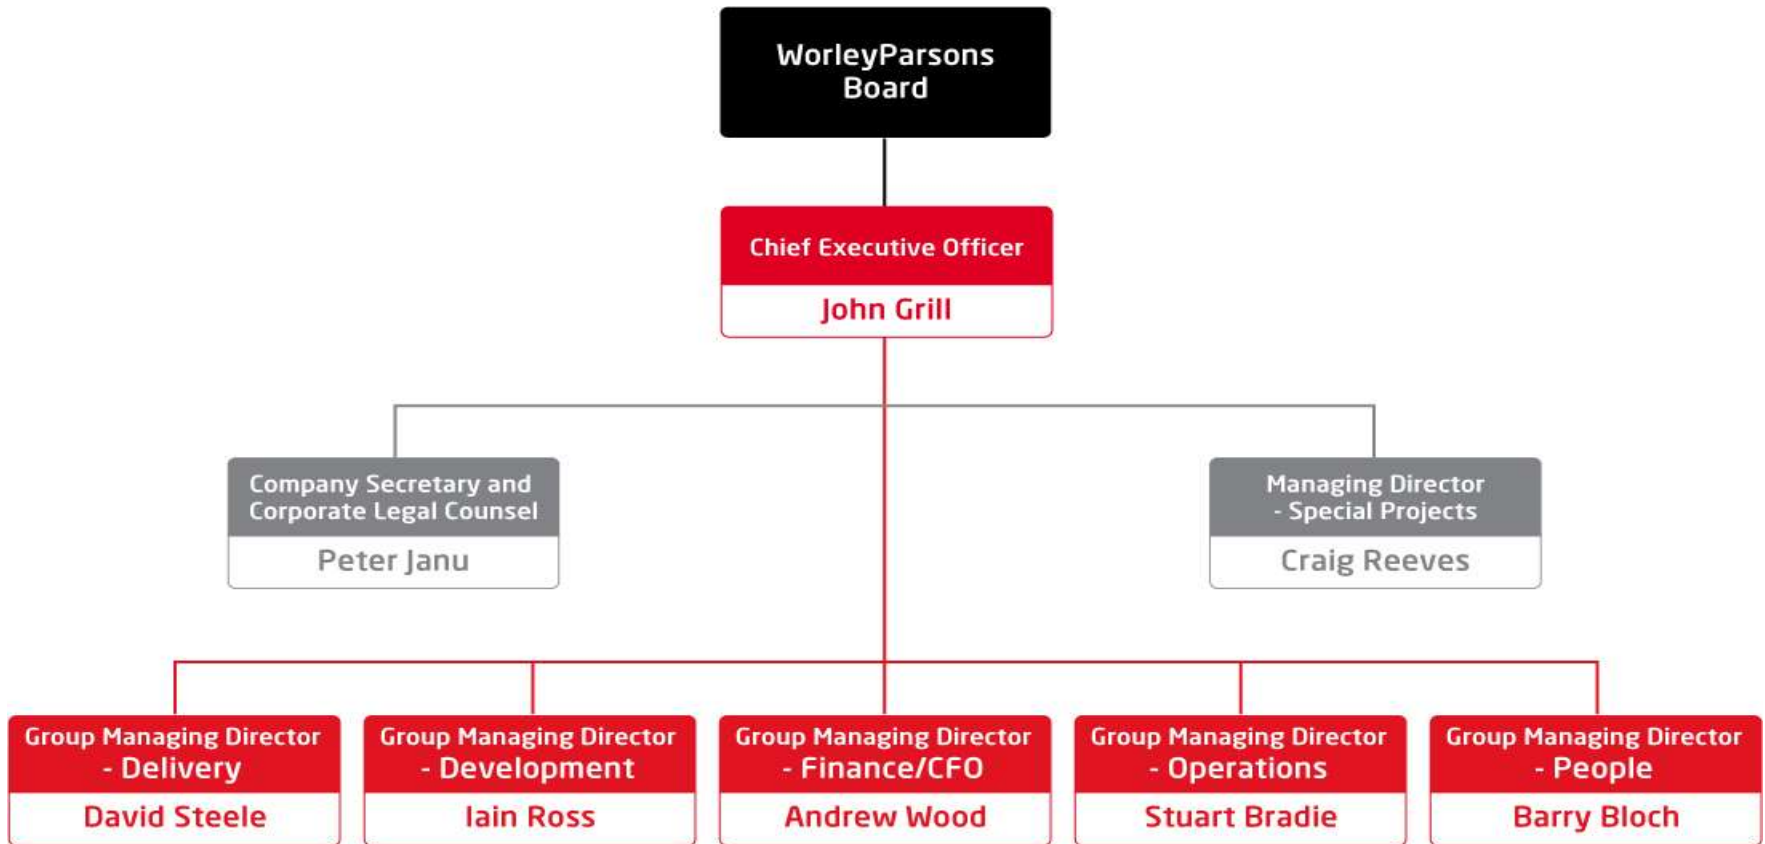 WorleyParsons
Board
Chief Executive Officer
John Grill
Company Secretary and
Corporate Legal Counsel
Peter Janu
Managing Director
- Special Projects
Craig Reeves
Group Managing Director
- Delivery
David Steele
Group Managing Director
- Development
Iain Ross
Group Managing Director
- Finance/CFO
Andrew Wood
Group Managing Director
- Operations
Stuart Bradie
Group Managing Director
- People
Barry Bloch